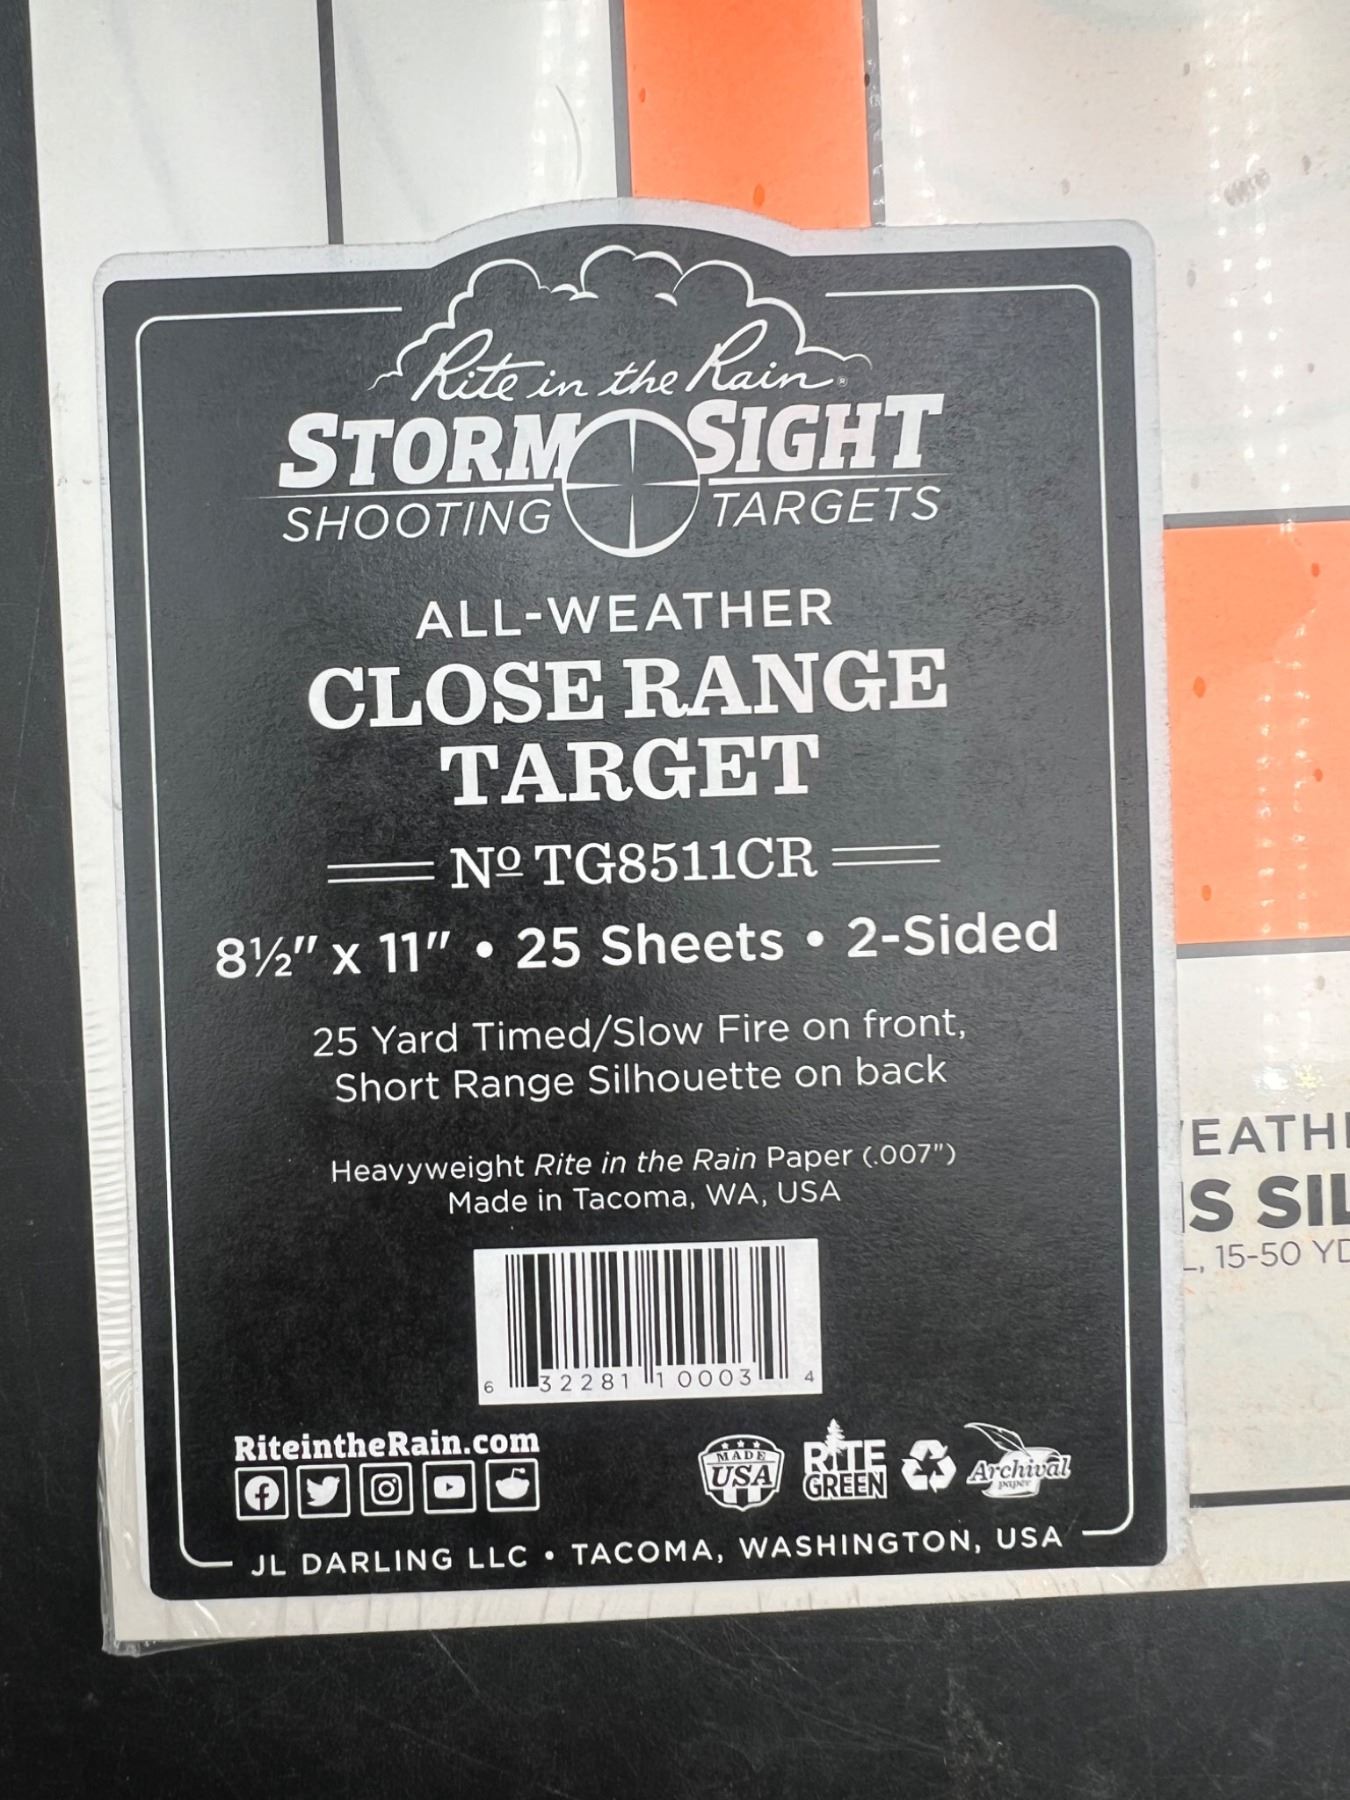 Rite in the Rain®
STORM SIGHT
SHOOTING TARGETS
ALL-WEATHER
CLOSE RANGE
TARGET
Nº TG8511CR
8½" x 11" • 25 Sheets • 2-Sided
25 Yard Timed/Slow Fire on front,
Short Range Silhouette on back
Heavyweight Rite in the Rain Paper (.007")
Made in Tacoma, WA, USA
6 32281 10003 4
RiteintheRain.com
MADE
USA
RITE
GREEN
Archival
paper
JL DARLING LLC • TACOMA, WASHINGTON, USA
EATH
S SIL
, 15-50 YD